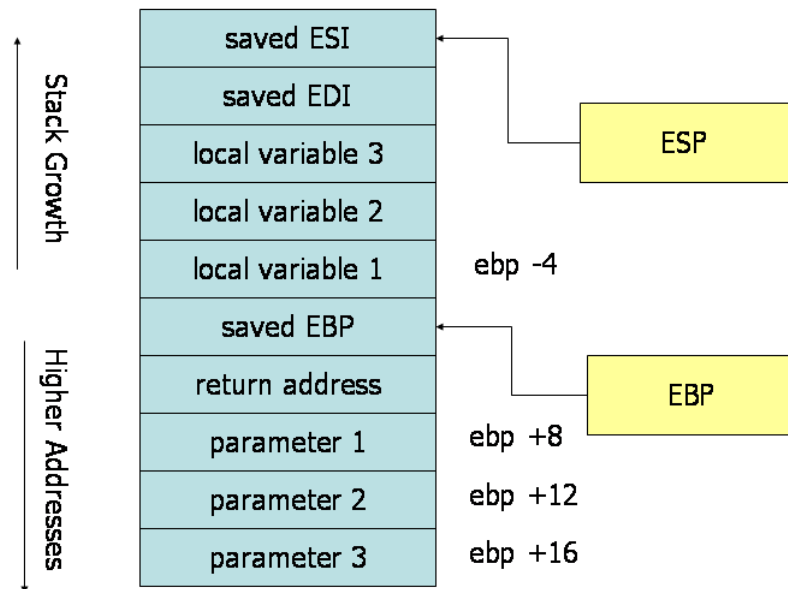 Stack Growth
Higher Addresses
saved ESI
saved EDI
local variable 3
local variable 2
local variable 1
saved EBP
return address
parameter 1
parameter 2
parameter 3
ebp -4
ebp +8
ebp +12
ebp +16
ESP
EBP